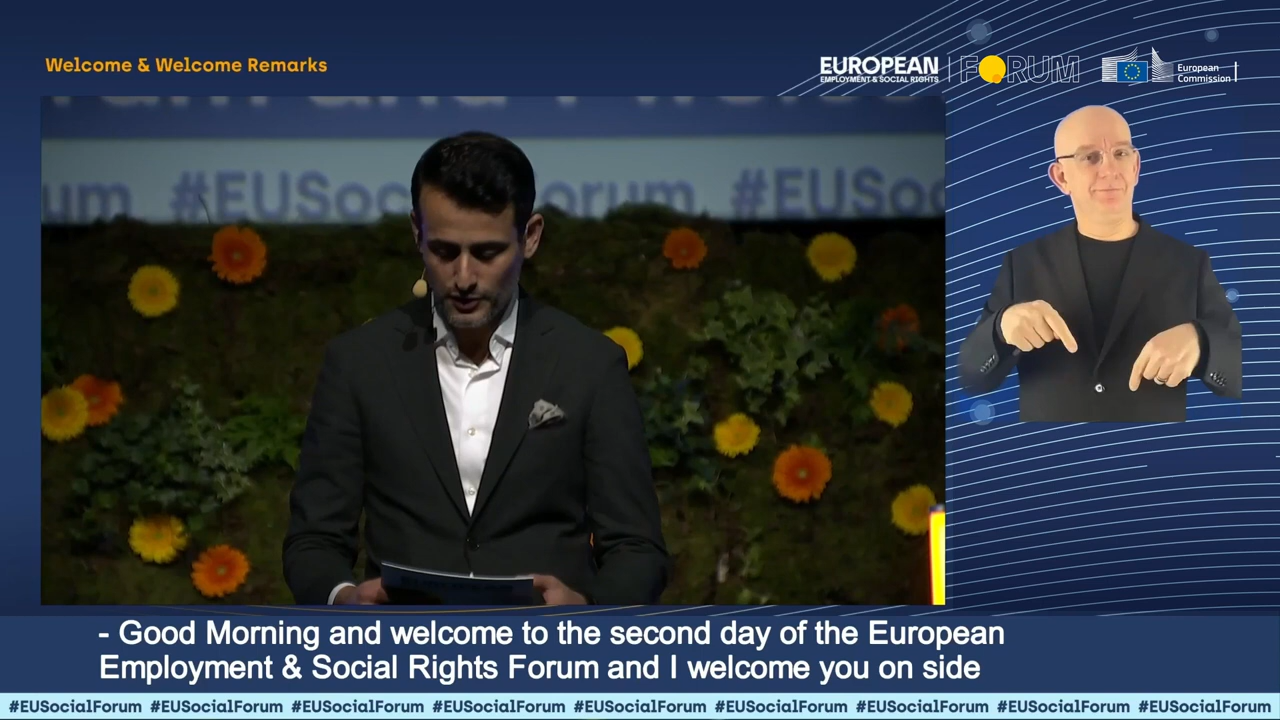 Welcome & Welcome Remarks
EUROPEAN
EMPLOYMENT & SOCIAL RIGHTS
FORUM
European
Commission
#EUSocialForum #EUSoc
- Good Morning and welcome to the second day of the European
Employment & Social Rights Forum and I welcome you on side
#EUSocialForum #EUSocialForum #EUSocialForum #EUSocialForum #EUSocialForum #EUSocialForum #EUSocialForum #EUSocialForum #EUSocialForum